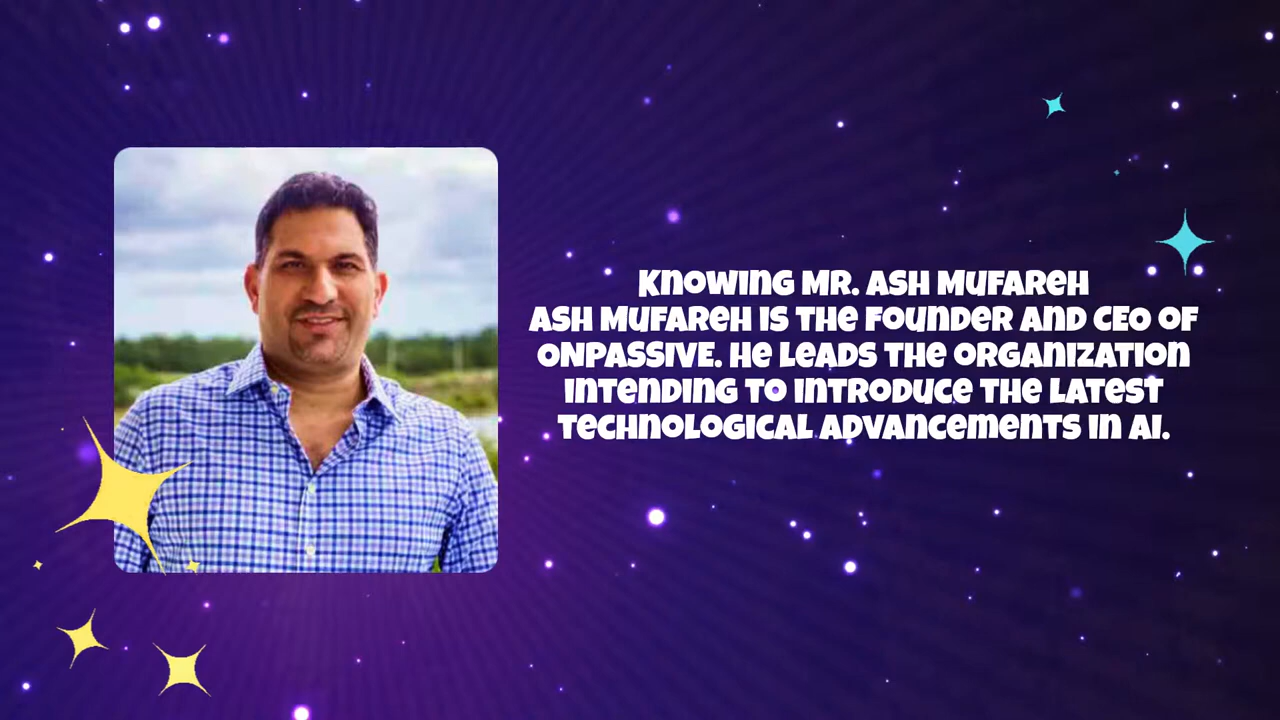 Knowing MR. ASH MUFAREH
ASH MUFAREH IS THE FOUNDER AND CEO OF
ONPASSIVE. HE LEADS THE ORGANIZATION
INTENDING TO INTRODUCE THE LATEST
TECHNOLOGICAL ADVANCEMENTS IN AI.